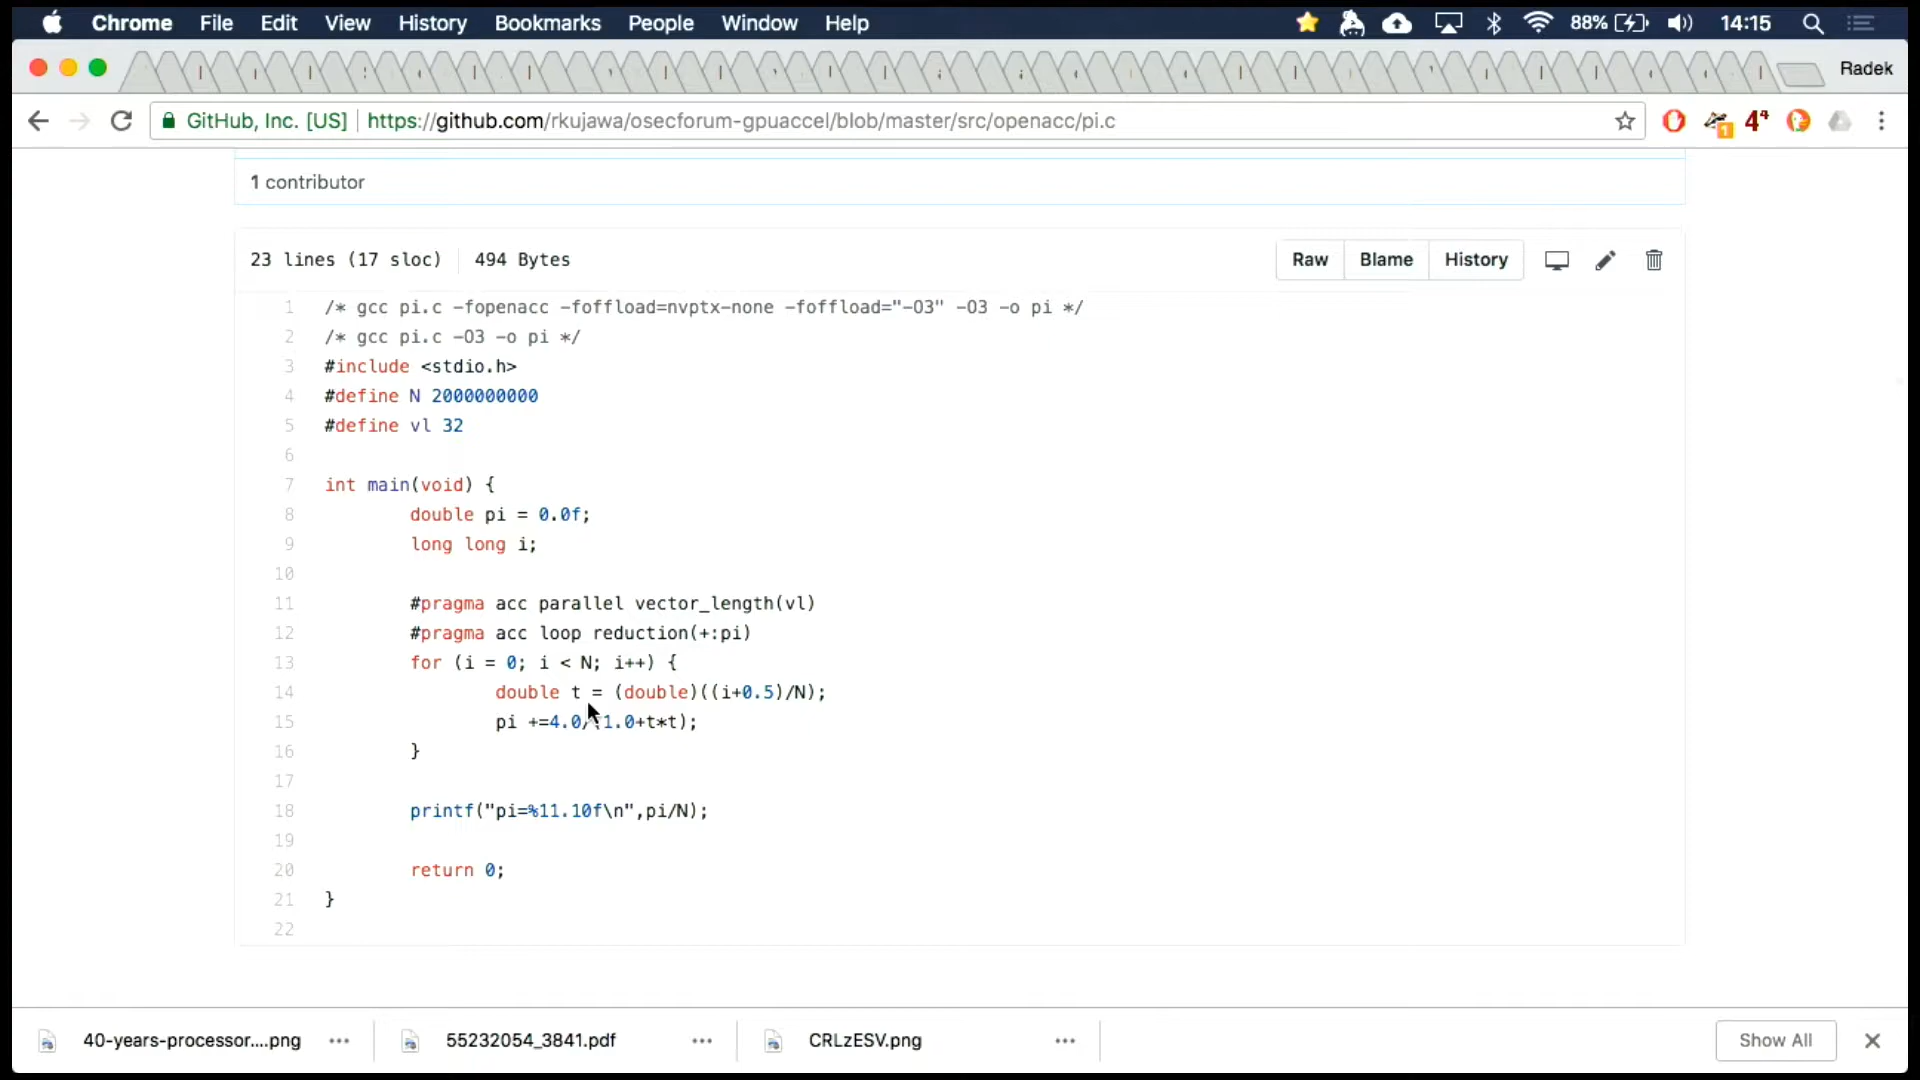 Chrome File Edit View History Bookmarks People Window Help 88% 14:15
Radek
GitHub, Inc. [US] https://github.com/rkujawa/osecforum-gpuaccel/blob/master/src/openacc/pi.c
1 contributor
23 lines (17 sloc) 494 Bytes Raw Blame History
1 /* gcc pi.c -fopenacc -foffload=nvptx-none -foffload="-O3" -O3 -o pi */
2 /* gcc pi.c -O3 -o pi */
3 #include <stdio.h>
4 #define N 2000000000
5 #define vl 32
6
7 int main(void) {
8 double pi = 0.0f;
9 long long i;
10
11 #pragma acc parallel vector_length(vl)
12 #pragma acc loop reduction(+:pi)
13 for (i = 0; i < N; i++) {
14 double t = (double)((i+0.5)/N);
15 pi +=4.0/(1.0+t*t);
16 }
17
18 printf("pi=%11.10f\n",pi/N);
19
20 return 0;
21 }
22
40-years-processor....png 55232054_3841.pdf CRLzESV.png Show All